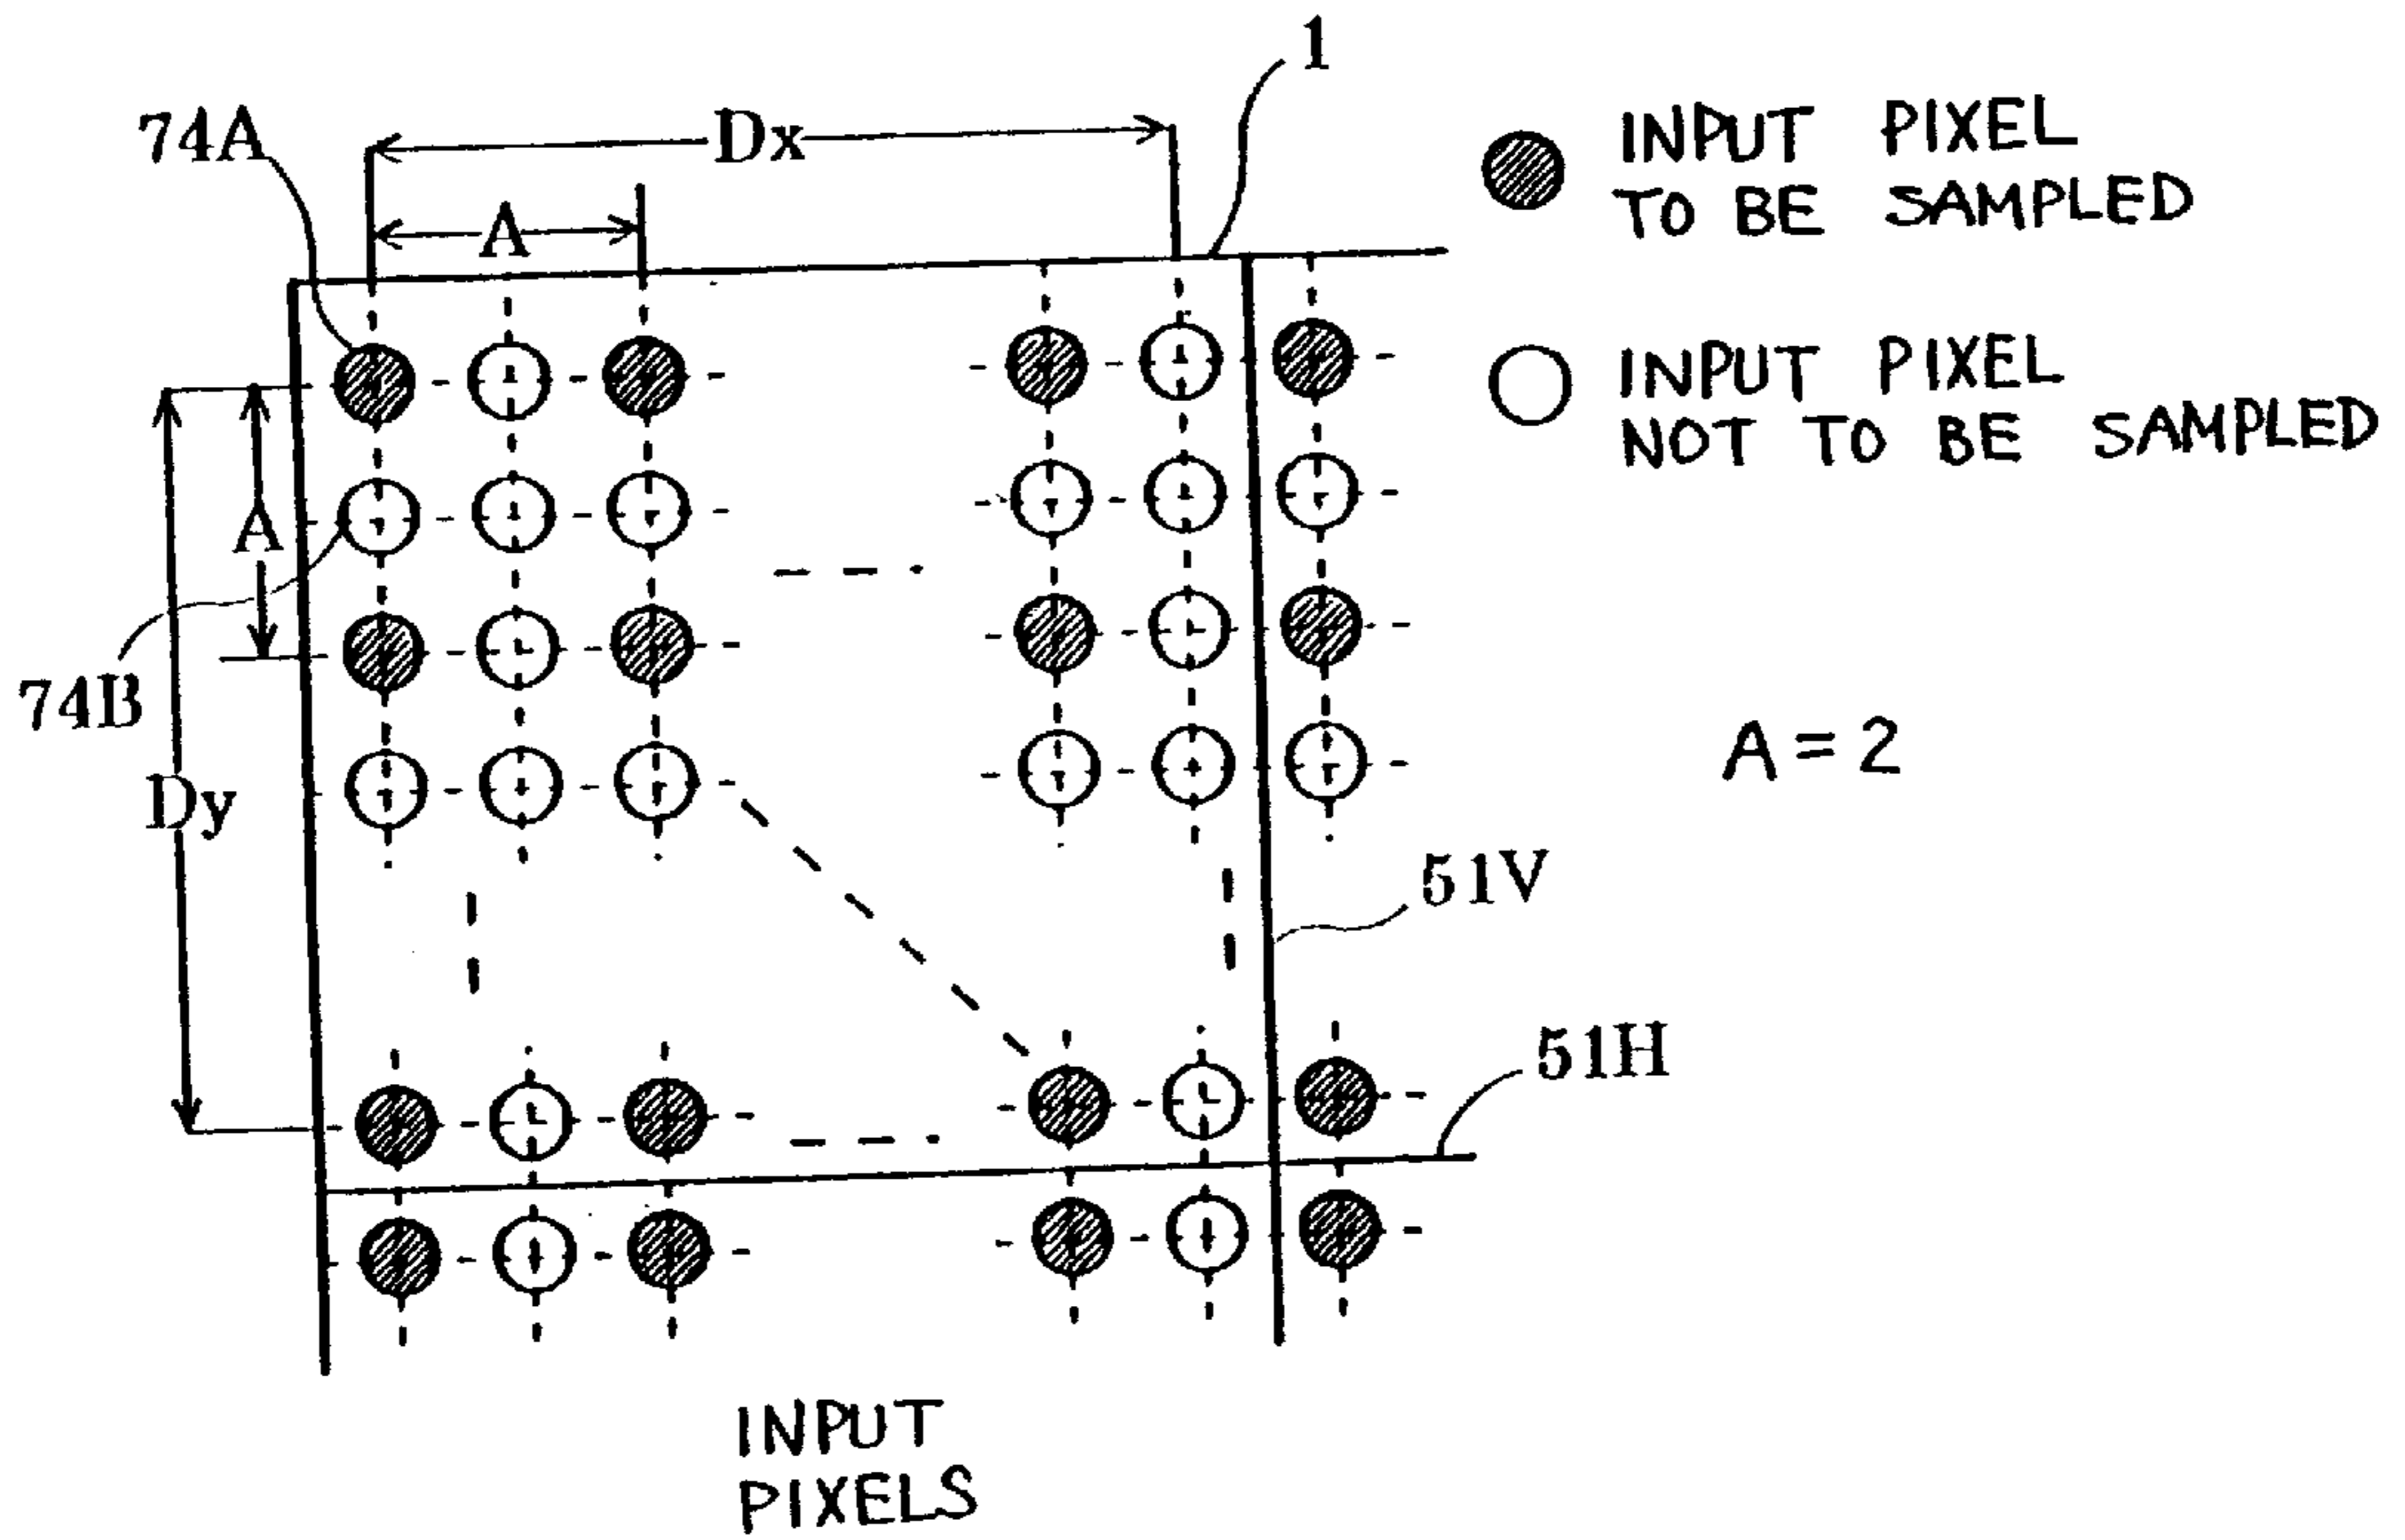 1
74A
Dx
A
INPUT PIXEL
TO BE SAMPLED
INPUT PIXEL
NOT TO BE SAMPLED
A
74B
A = 2
Dy
51V
51H
INPUT
PIXELS